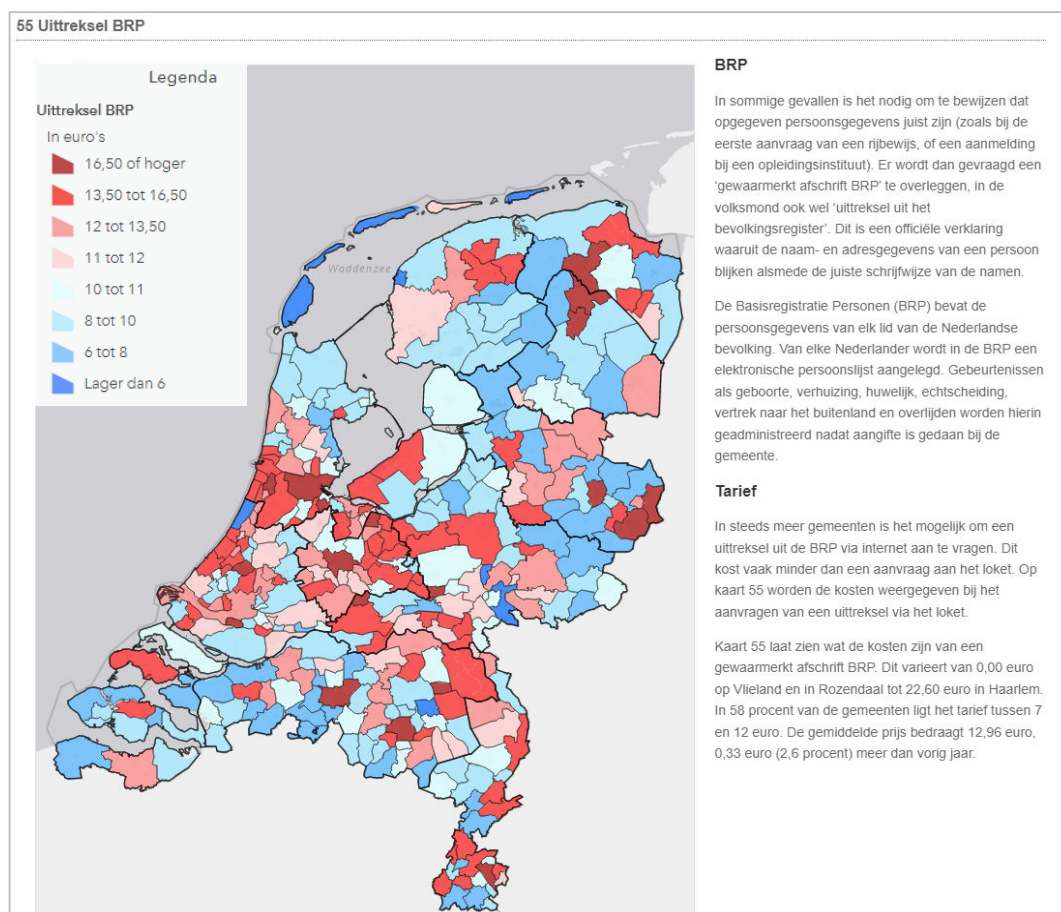 55 Uittreksel BRP
Legenda
Uittreksel BRP
In euro's
16,50 of hoger
13,50 tot 16,50
12 tot 13,50
11 tot 12
10 tot 11
8 tot 10
6 tot 8
Lager dan 6
Waddenzee
BRP
In sommige gevallen is het nodig om te bewijzen dat
opgegeven persoonsgegevens juist zijn (zoals bij de
eerste aanvraag van een rijbewijs, of een aanmelding
bij een opleidingsinstituut). Er wordt dan gevraagd een
‘gewaarmerkt afschrift BRP’ te overleggen, in de
volksmond ook wel ‘uittreksel uit het
bevolkingsregister’. Dit is een officiële verklaring
waaruit de naam- en adresgegevens van een persoon
blijken alsmede de juiste schrijfwijze van de namen.
De Basisregistratie Personen (BRP) bevat de
persoonsgegevens van elk lid van de Nederlandse
bevolking. Van elke Nederlander wordt in de BRP een
elektronische persoonslijst aangelegd. Gebeurtenissen
als geboorte, verhuizing, huwelijk, echtscheiding,
vertrek naar het buitenland en overlijden worden hierin
geadministreerd nadat aangifte is gedaan bij de
gemeente.
Tarief
In steeds meer gemeenten is het mogelijk om een
uittreksel uit de BRP via internet aan te vragen. Dit
kost vaak minder dan een aanvraag aan het loket. Op
kaart 55 worden de kosten weergegeven bij het
aanvragen van een uittreksel via het loket.
Kaart 55 laat zien wat de kosten zijn van een
gewaarmerkt afschrift BRP. Dit varieert van 0,00 euro
op Vlieland en in Rozendaal tot 22,60 euro in Haarlem.
In 58 procent van de gemeenten ligt het tarief tussen 7
en 12 euro. De gemiddelde prijs bedraagt 12,96 euro,
0,33 euro (2,6 procent) meer dan vorig jaar.